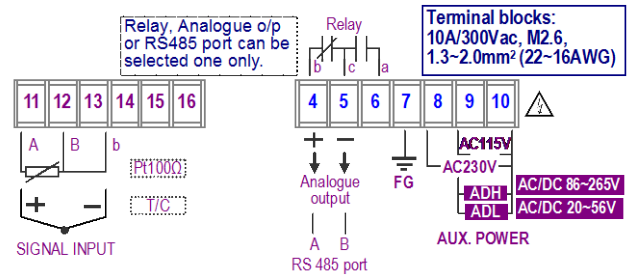 Relay, Analogue o/p
or RS485 port can be
selected one only.
Relay
b c a
Terminal blocks:
10A/300Vac, M2.6,
1.3~2.0mm² (22~16AWG)
11 12 13 14 15 16
4 5 6 7 8 9 10
A B b
Pt100Ω
T/C
+ −
SIGNAL INPUT
+ −
Analogue
output
A B
RS 485 port
FG
AC115V
AC230V
ADH AC/DC 86~265V
ADL AC/DC 20~56V
AUX. POWER